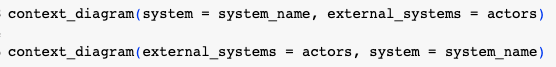 context_diagram(system = system_name, external_systems = actors)
context_diagram(external_systems = actors, system = system_name)